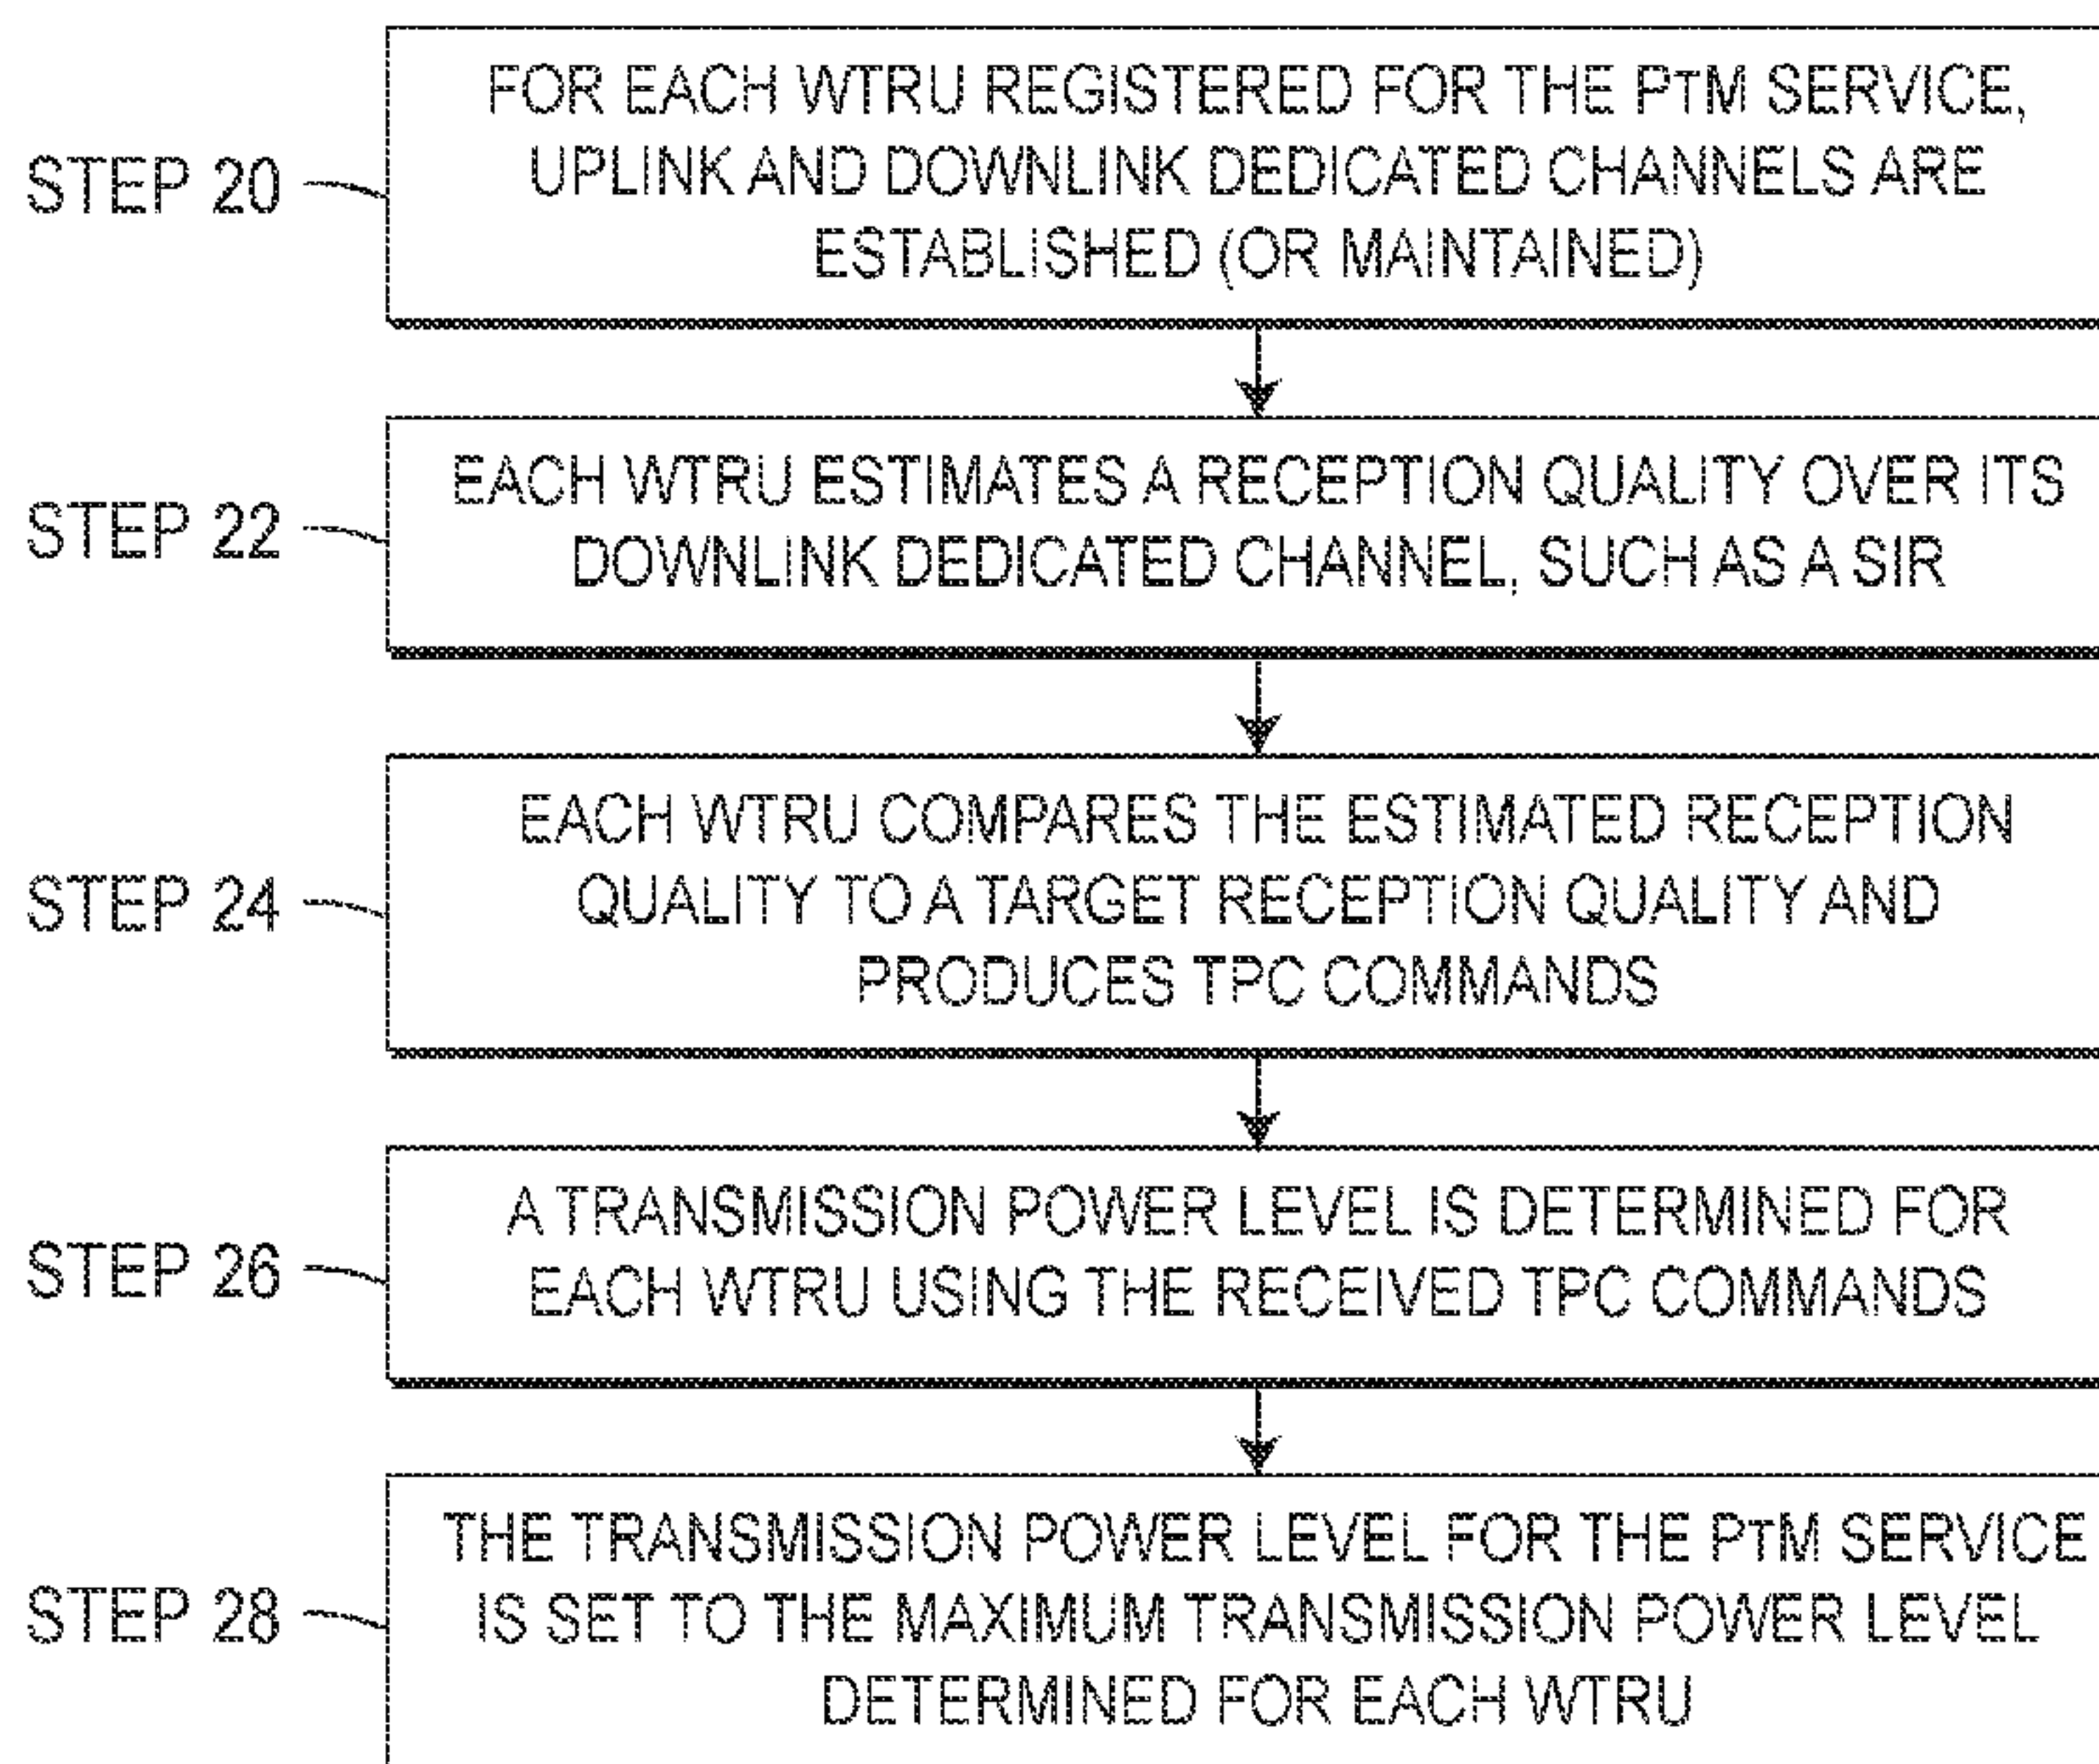 STEP 20
FOR EACH WTRU REGISTERED FOR THE PTM SERVICE,
UPLINK AND DOWNLINK DEDICATED CHANNELS ARE
ESTABLISHED (OR MAINTAINED)
STEP 22
EACH WTRU ESTIMATES A RECEPTION QUALITY OVER ITS
DOWNLINK DEDICATED CHANNEL, SUCH AS A SIR
STEP 24
EACH WTRU COMPARES THE ESTIMATED RECEPTION
QUALITY TO A TARGET RECEPTION QUALITY AND
PRODUCES TPC COMMANDS
STEP 26
A TRANSMISSION POWER LEVEL IS DETERMINED FOR
EACH WTRU USING THE RECEIVED TPC COMMANDS
STEP 28
THE TRANSMISSION POWER LEVEL FOR THE PTM SERVICE
IS SET TO THE MAXIMUM TRANSMISSION POWER LEVEL
DETERMINED FOR EACH WTRU